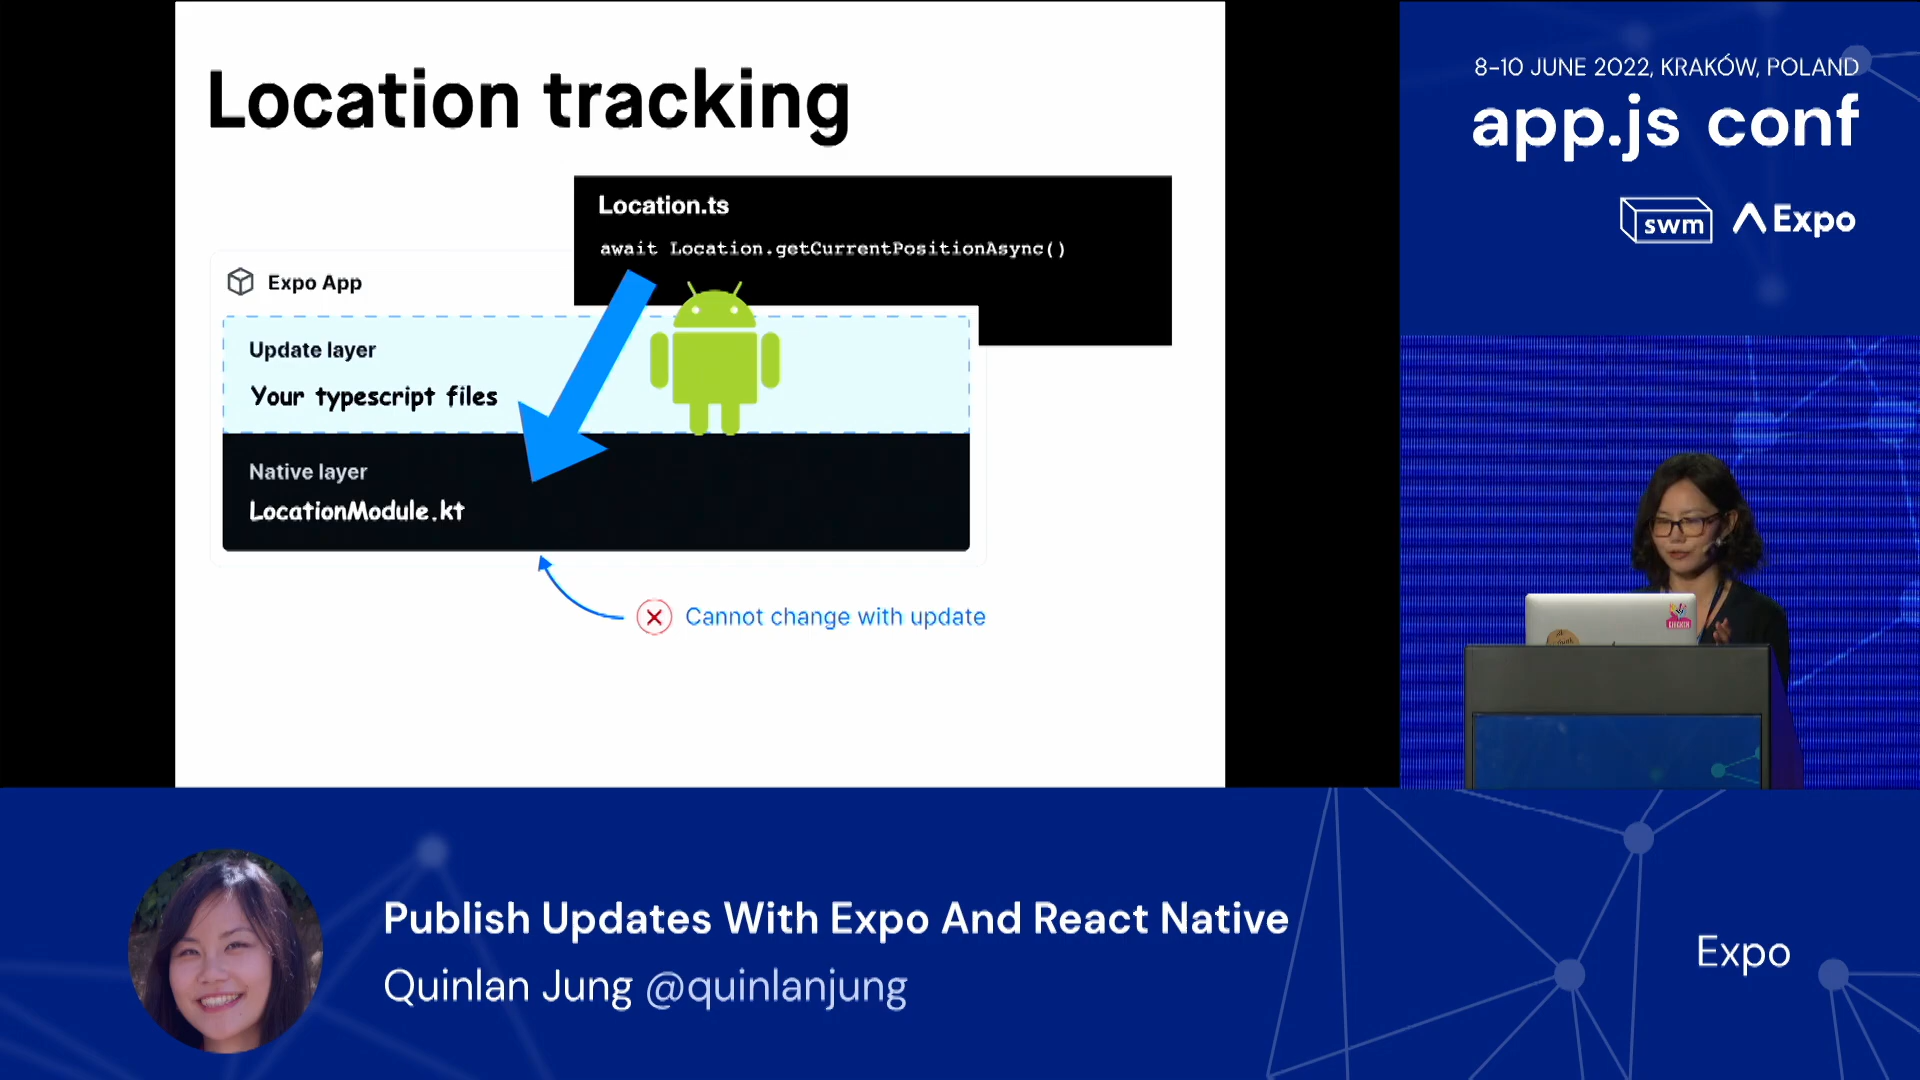 Location tracking
Location.ts
await Location.getCurrentPositionAsync()
Expo App
Update layer
Your typescript files
Native layer
LocationModule.kt
Cannot change with update
8–10 JUNE 2022, KRAKÓW, POLAND
app.js conf
swm
Expo
Publish Updates With Expo And React Native
Quinlan Jung @quinlanjung
Expo